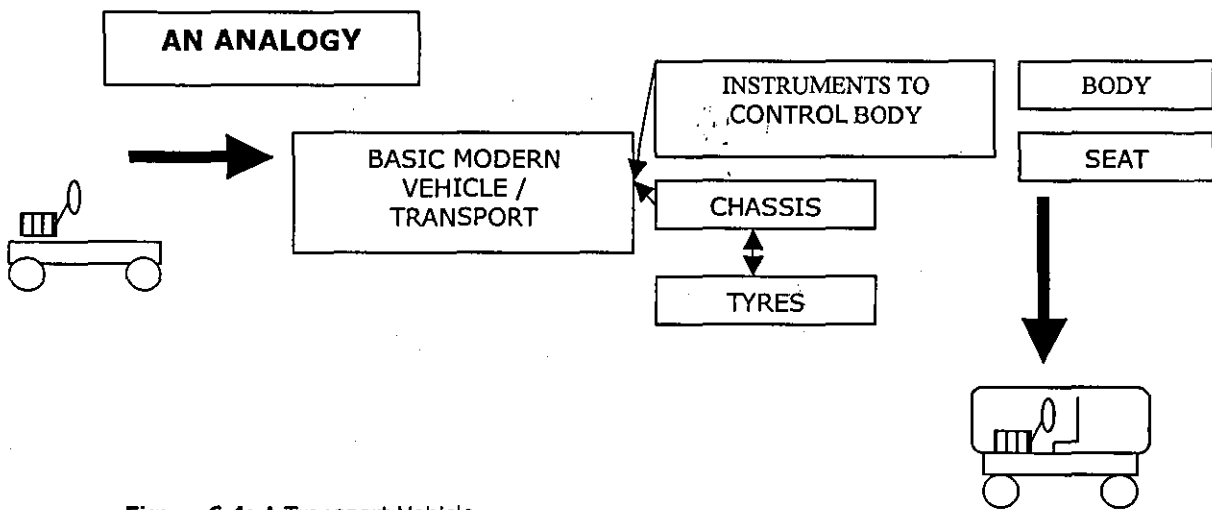 AN ANALOGY
INSTRUMENTS TO
CONTROL BODY
BODY
SEAT
BASIC MODERN
VEHICLE /
TRANSPORT
CHASSIS
TYRES